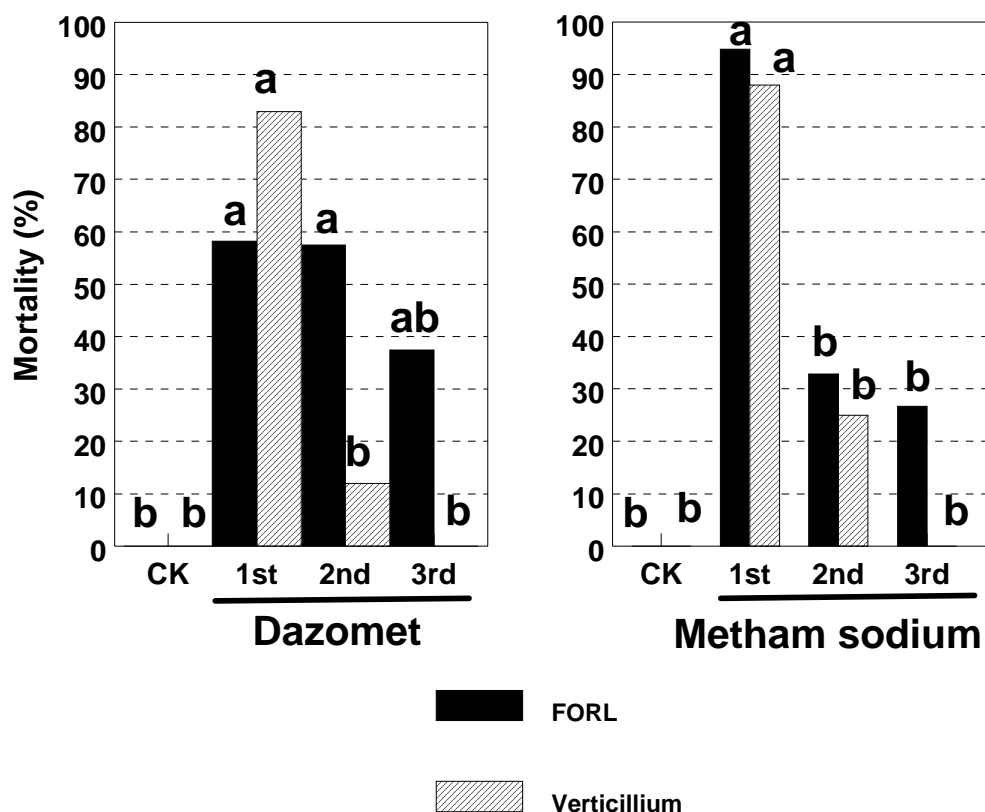 100
90
80
70
60
50
40
30
20
10
0
Mortality (%)
a
a
a
ab
b
b
b
b
CK 1st 2nd 3rd
Dazomet
100
90
80
70
60
50
40
30
20
10
0
a
a
b
b
b
b
b
b
CK 1st 2nd 3rd
Metham sodium
FORL
Verticillium